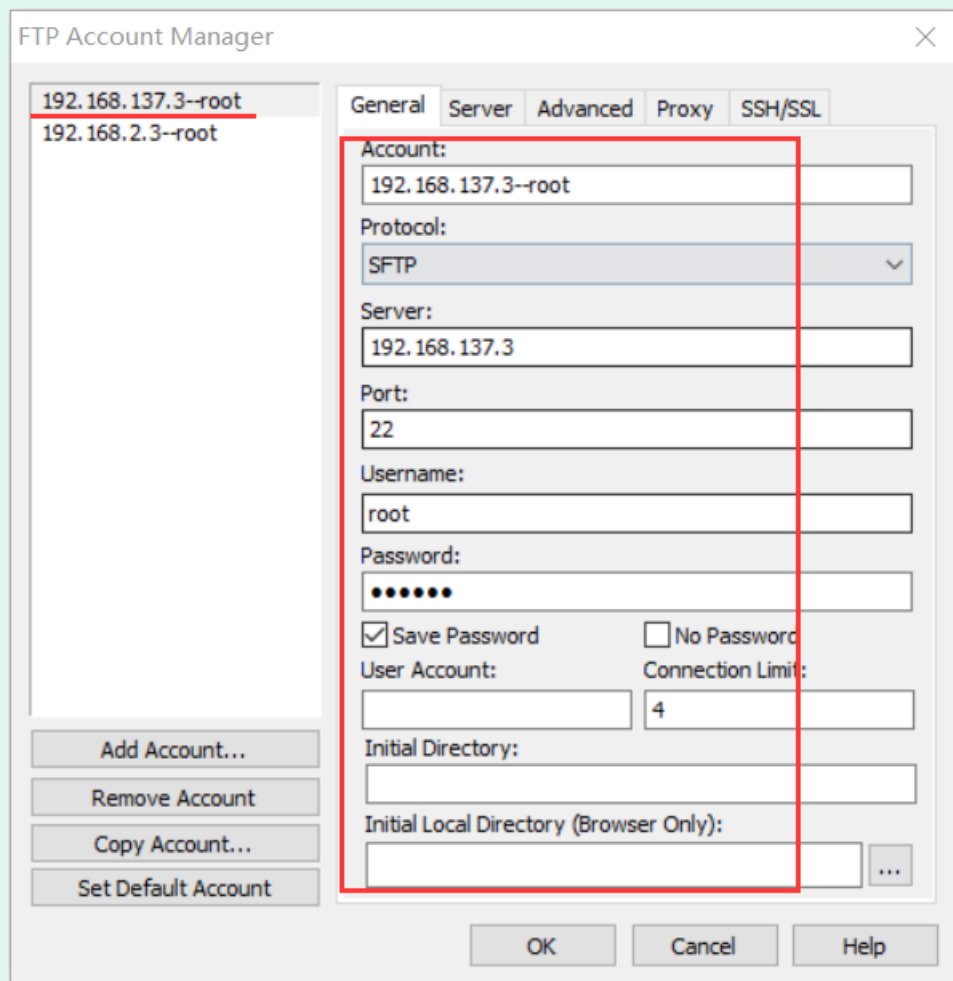 FTP Account Manager
192.168.137.3--root
192.168.2.3--root
Add Account...
Remove Account
Copy Account...
Set Default Account
General Server Advanced Proxy SSH/SSL
Account:
192.168.137.3--root
Protocol:
SFTP
Server:
192.168.137.3
Port:
22
Username:
root
Password:
••••••
Save Password No Password
User Account: Connection Limit:
4
Initial Directory:
Initial Local Directory (Browser Only):
...
OK Cancel Help